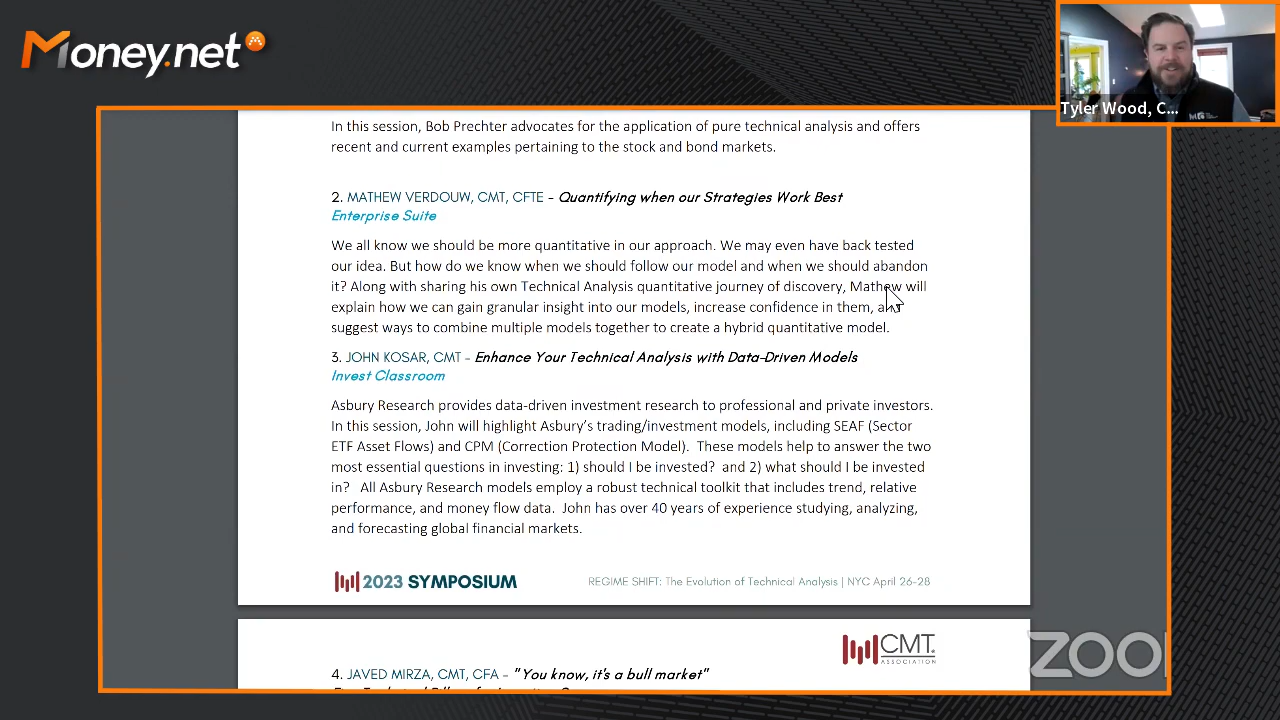 Money.net
Tyler Wood, C...
In this session, Bob Prechter advocates for the application of pure technical analysis and offers
recent and current examples pertaining to the stock and bond markets.
2. MATHEW VERDOUW, CMT, CFTE – Quantifying when our Strategies Work Best
Enterprise Suite
We all know we should be more quantitative in our approach. We may even have back tested
our idea. But how do we know when we should follow our model and when we should abandon
it? Along with sharing his own Technical Analysis quantitative journey of discovery, Mathew will
explain how we can gain granular insight into our models, increase confidence in them, and
suggest ways to combine multiple models together to create a hybrid quantitative model.
3. JOHN KOSAR, CMT – Enhance Your Technical Analysis with Data-Driven Models
Invest Classroom
Asbury Research provides data-driven investment research to professional and private investors.
In this session, John will highlight Asbury's trading/investment models, including SEAF (Sector
ETF Asset Flows) and CPM (Correction Protection Model).  These models help to answer the two
most essential questions in investing: 1) should I be invested?  and 2) what should I be invested
in?   All Asbury Research models employ a robust technical toolkit that includes trend, relative
performance, and money flow data.  John has over 40 years of experience studying, analyzing,
and forecasting global financial markets.
2023 SYMPOSIUM
REGIME SHIFT: The Evolution of Technical Analysis | NYC April 26-28
CMT.
ASSOCIATION
ZOO
4. JAVED MIRZA, CMT, CFA – "You know, it's a bull market"